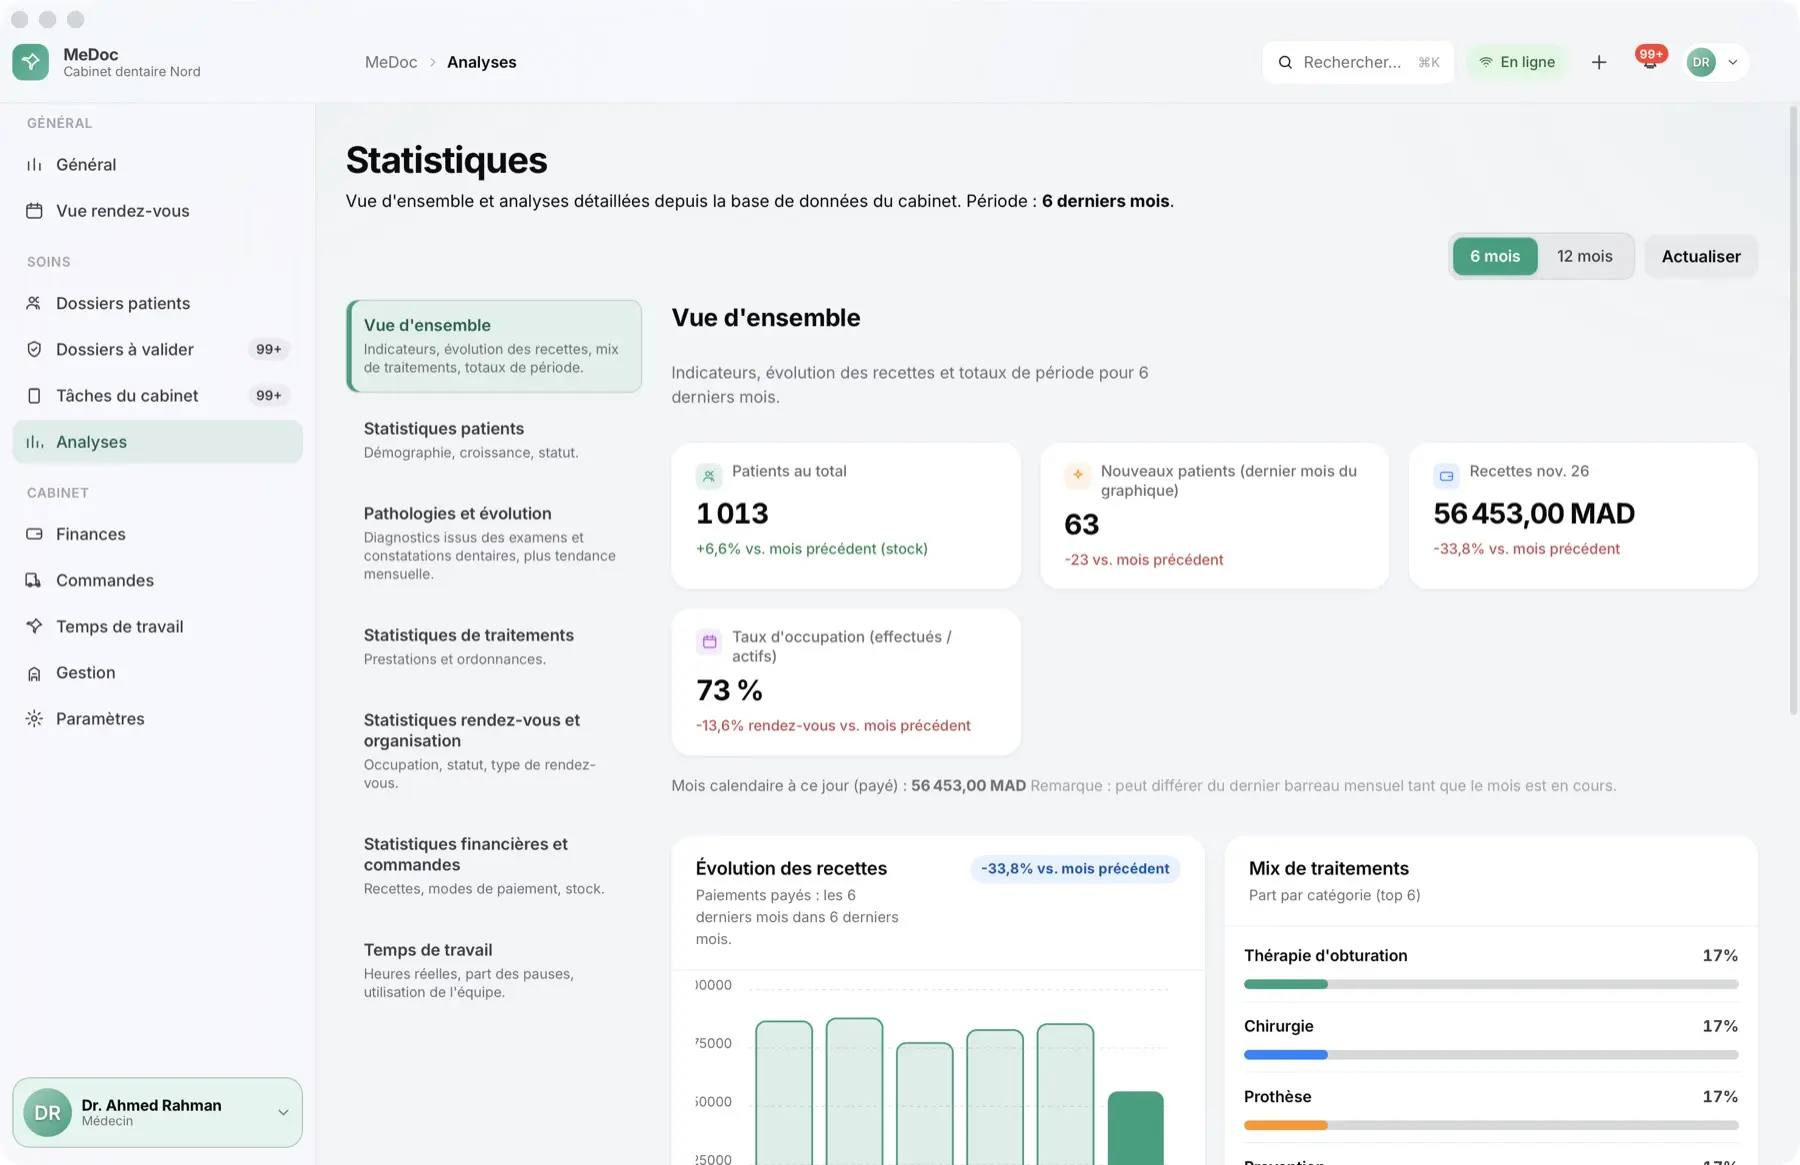 MeDoc
Cabinet dentaire Nord
MeDoc > Analyses
Rechercher... ⌘K
En ligne
99+
DR
GÉNÉRAL
Général
Vue rendez-vous
SOINS
Dossiers patients
Dossiers à valider 99+
Tâches du cabinet 99+
Analyses
CABINET
Finances
Commandes
Temps de travail
Gestion
Paramètres
DR
Dr. Ahmed Rahman
Médecin
Statistiques
Vue d'ensemble et analyses détaillées depuis la base de données du cabinet. Période : 6 derniers mois.
6 mois
12 mois
Actualiser
Vue d'ensemble
Indicateurs, évolution des recettes, mix
de traitements, totaux de période.
Statistiques patients
Démographie, croissance, statut.
Pathologies et évolution
Diagnostics issus des examens et
constatations dentaires, plus tendance
mensuelle.
Statistiques de traitements
Prestations et ordonnances.
Statistiques rendez-vous et
organisation
Occupation, statut, type de rendez-
vous.
Statistiques financières et
commandes
Recettes, modes de paiement, stock.
Temps de travail
Heures réelles, part des pauses,
utilisation de l'équipe.
Vue d'ensemble
Indicateurs, évolution des recettes et totaux de période pour 6
derniers mois.
Patients au total
1 013
+6,6% vs. mois précédent (stock)
Nouveaux patients (dernier mois du
graphique)
63
-23 vs. mois précédent
Recettes nov. 26
56 453,00 MAD
-33,8% vs. mois précédent
Taux d'occupation (effectués /
actifs)
73 %
-13,6% rendez-vous vs. mois précédent
Mois calendaire à ce jour (payé) : 56 453,00 MAD Remarque : peut différer du dernier barreau mensuel tant que le mois est en cours.
Évolution des recettes
-33,8% vs. mois précédent
Paiements payés : les 6
derniers mois dans 6 derniers
mois.
75000
50000
25000
Mix de traitements
Part par catégorie (top 6)
Thérapie d'obturation 17%
Chirurgie 17%
Prothèse 17%